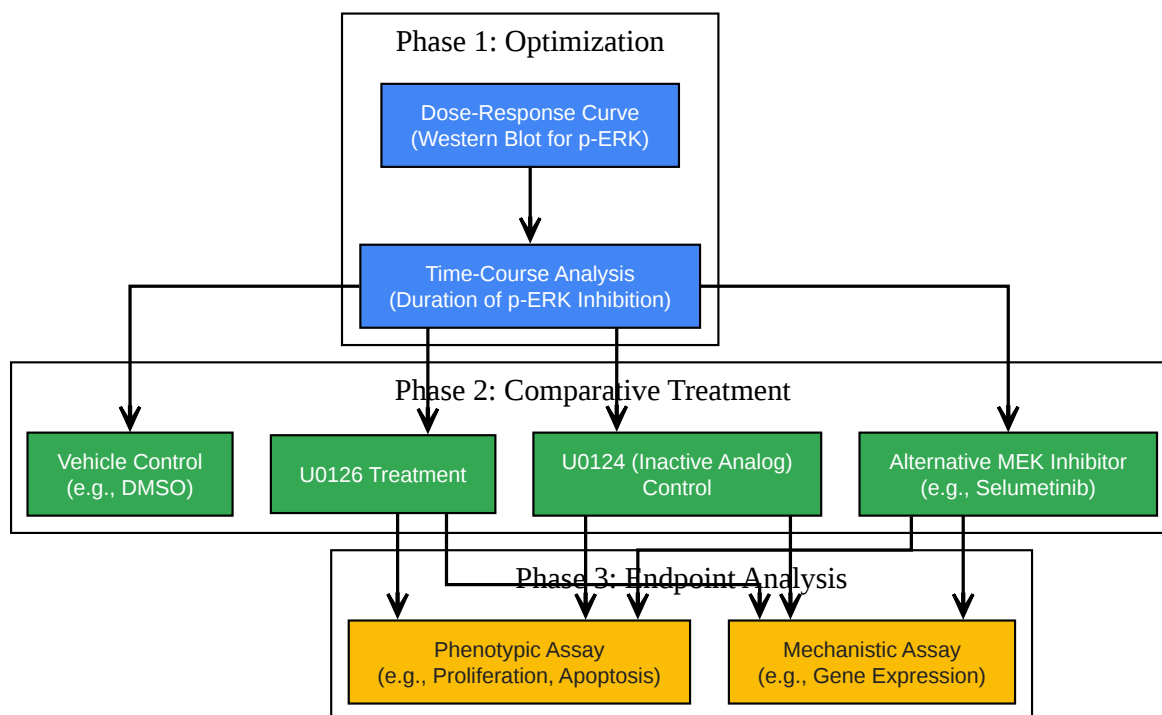 Phase 1: Optimization
Dose-Response Curve
(Western Blot for p-ERK)
Time-Course Analysis
(Duration of p-ERK Inhibition)
Phase 2: Comparative Treatment
Vehicle Control
(e.g., DMSO)
U0126 Treatment
U0124 (Inactive Analog)
Control
Alternative MEK Inhibitor
(e.g., Selumetinib)
Phase 3: Endpoint Analysis
Phenotypic Assay
(e.g., Proliferation, Apoptosis)
Mechanistic Assay
(e.g., Gene Expression)